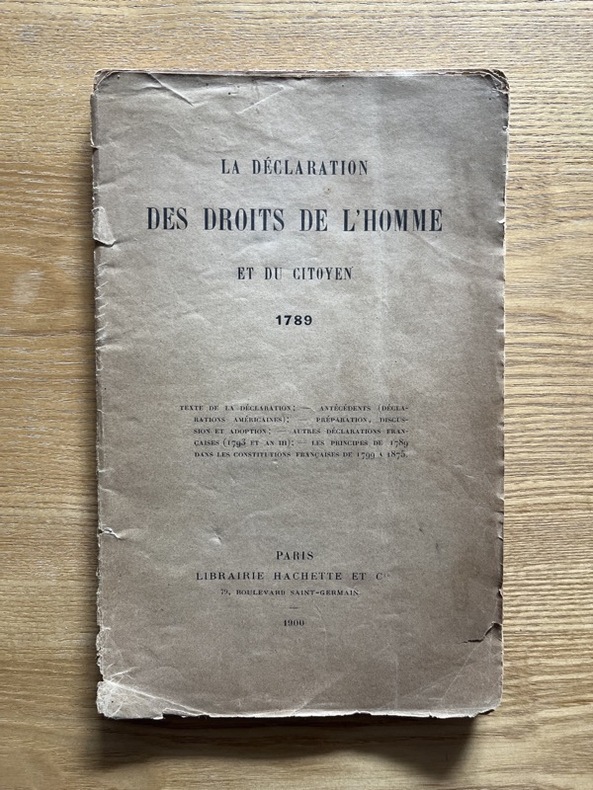 LA DÉCLARATION
DES DROITS DE L'HOMME
ET DU CITOYEN
1789
TEXTE DE LA DÉCLARATION; — ANTÉCÉDENTS (DÉCLA-
RATIONS AMÉRICAINES); — PRÉPARATION, DISCUS-
SION ET ADOPTION; — AUTRES DÉCLARATIONS FRAN-
ÇAISES (1793 ET AN III); — LES PRINCIPES DE 1789
DANS LES CONSTITUTIONS FRANÇAISES DE 1799 A 1875.
PARIS
LIBRAIRIE HACHETTE ET Cie
79, BOULEVARD SAINT-GERMAIN
—
1900